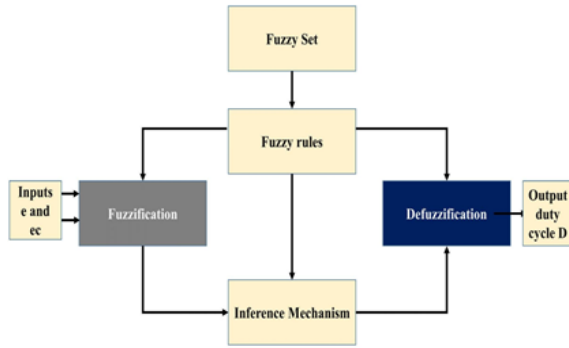 Fuzzy Set
Fuzzy rules
Inputs
e and
ec
Fuzzification
Defuzzification
Output
duty
cycle D
Inference Mechanism